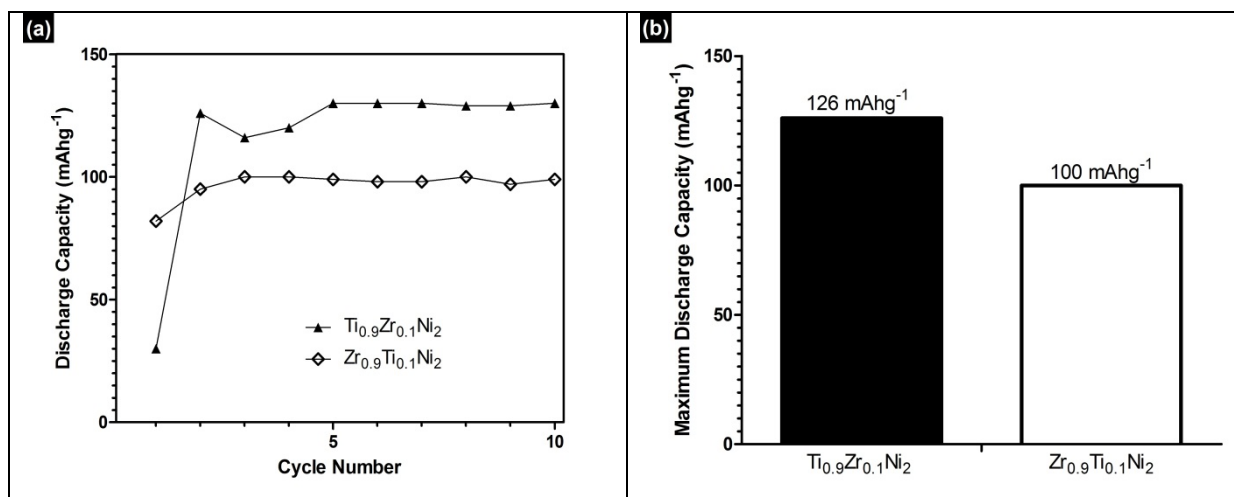 (a)
150
100
50
0
5
10
Discharge Capacity (mAhg⁻¹)
Cycle Number
Ti₀.₉Zr₀.₁Ni₂
Zr₀.₉Ti₀.₁Ni₂
(b)
150
100
50
0
Maximum Discharge Capacity (mAhg⁻¹)
126 mAhg⁻¹
100 mAhg⁻¹
Ti₀.₉Zr₀.₁Ni₂
Zr₀.₉Ti₀.₁Ni₂